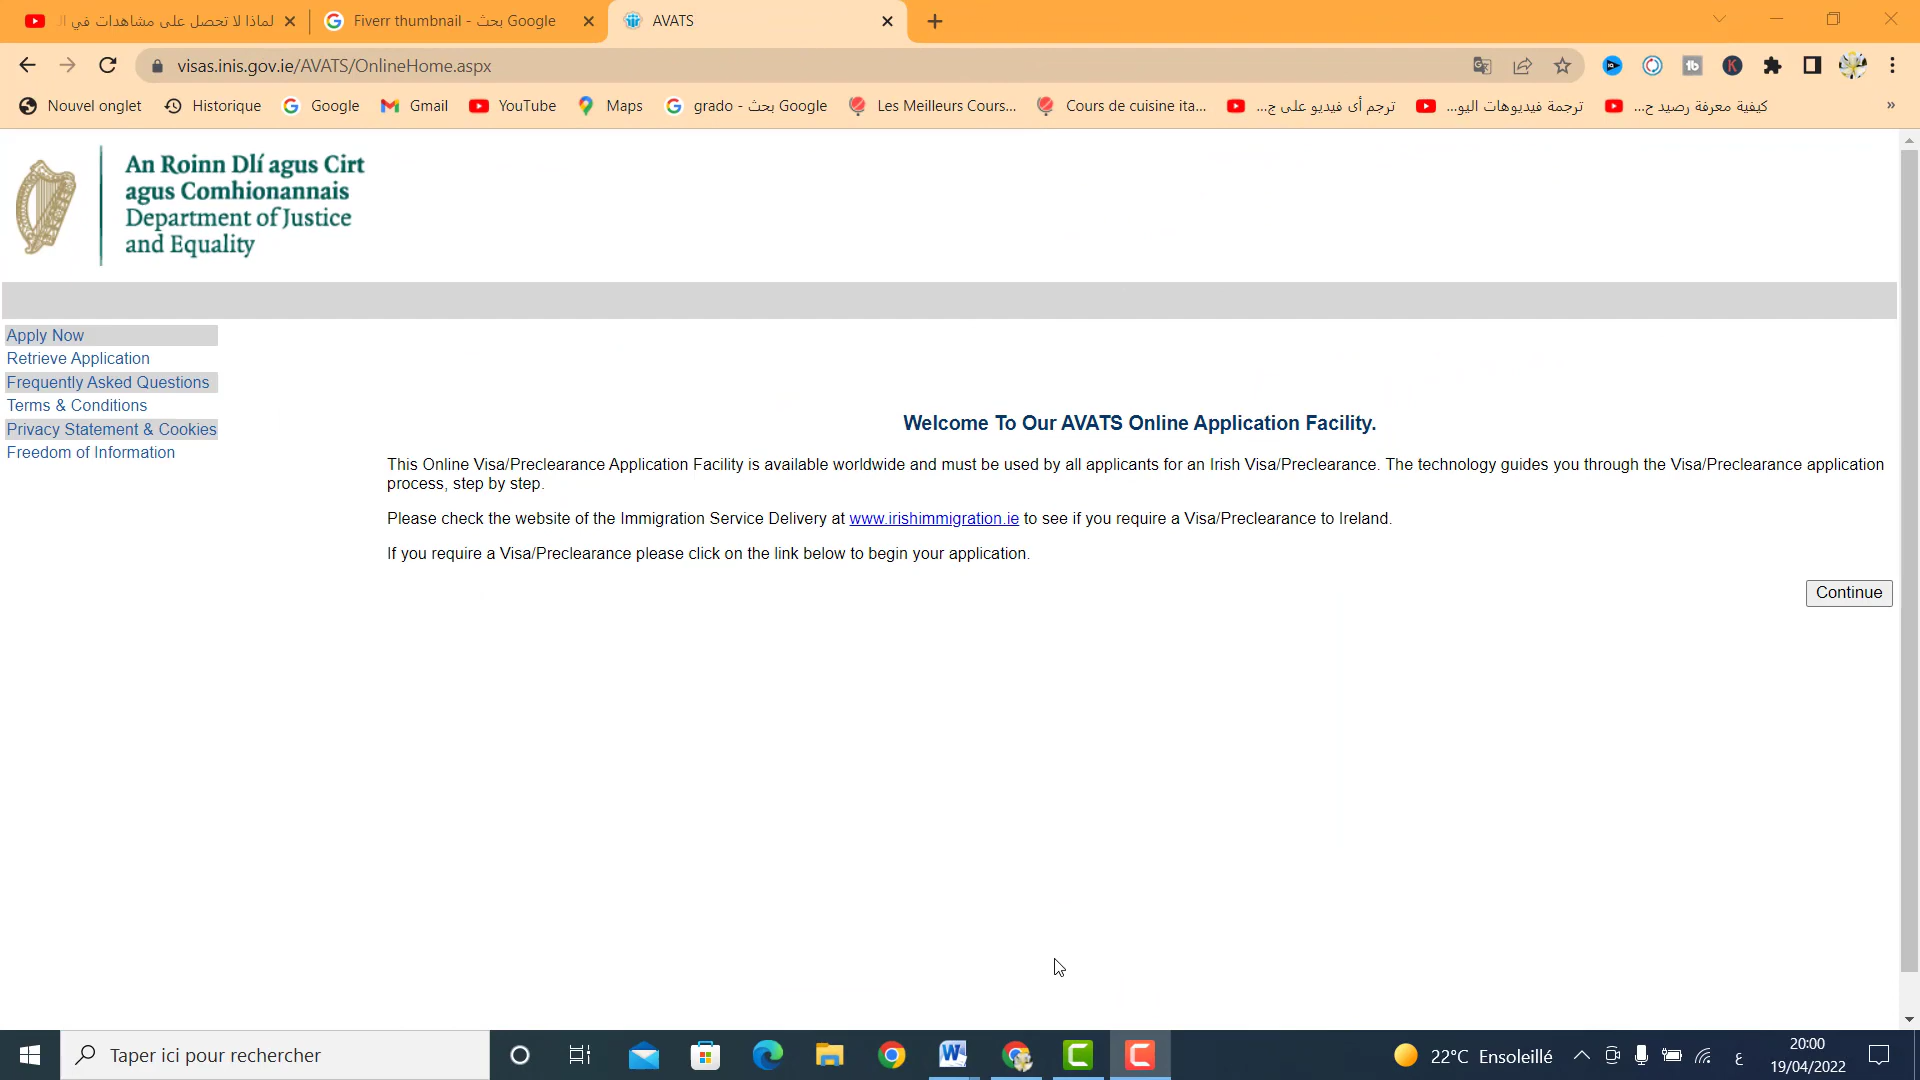 لماذا لا تحصل على مشاهدات في ال
Fiverr thumbnail - بحث Google
AVATS
visas.inis.gov.ie/AVATS/OnlineHome.aspx
Nouvel onglet
Historique
Google
Gmail
YouTube
Maps
grado - بحث Google
Les Meilleurs Cours...
Cours de cuisine ita...
ترجم أى فيديو على ج...
ترجمة فيديوهات اليو...
كيفية معرفة رصيد ح...
»
An Roinn Dlí agus Cirt
agus Comhionannais
Department of Justice
and Equality
Apply Now
Retrieve Application
Frequently Asked Questions
Terms & Conditions
Privacy Statement & Cookies
Freedom of Information
Welcome To Our AVATS Online Application Facility.
This Online Visa/Preclearance Application Facility is available worldwide and must be used by all applicants for an Irish Visa/Preclearance. The technology guides you through the Visa/Preclearance application
process, step by step.
Please check the website of the Immigration Service Delivery at www.irishimmigration.ie to see if you require a Visa/Preclearance to Ireland.
If you require a Visa/Preclearance please click on the link below to begin your application.
Continue
Taper ici pour rechercher
22°C Ensoleillé
ع
20:00
19/04/2022